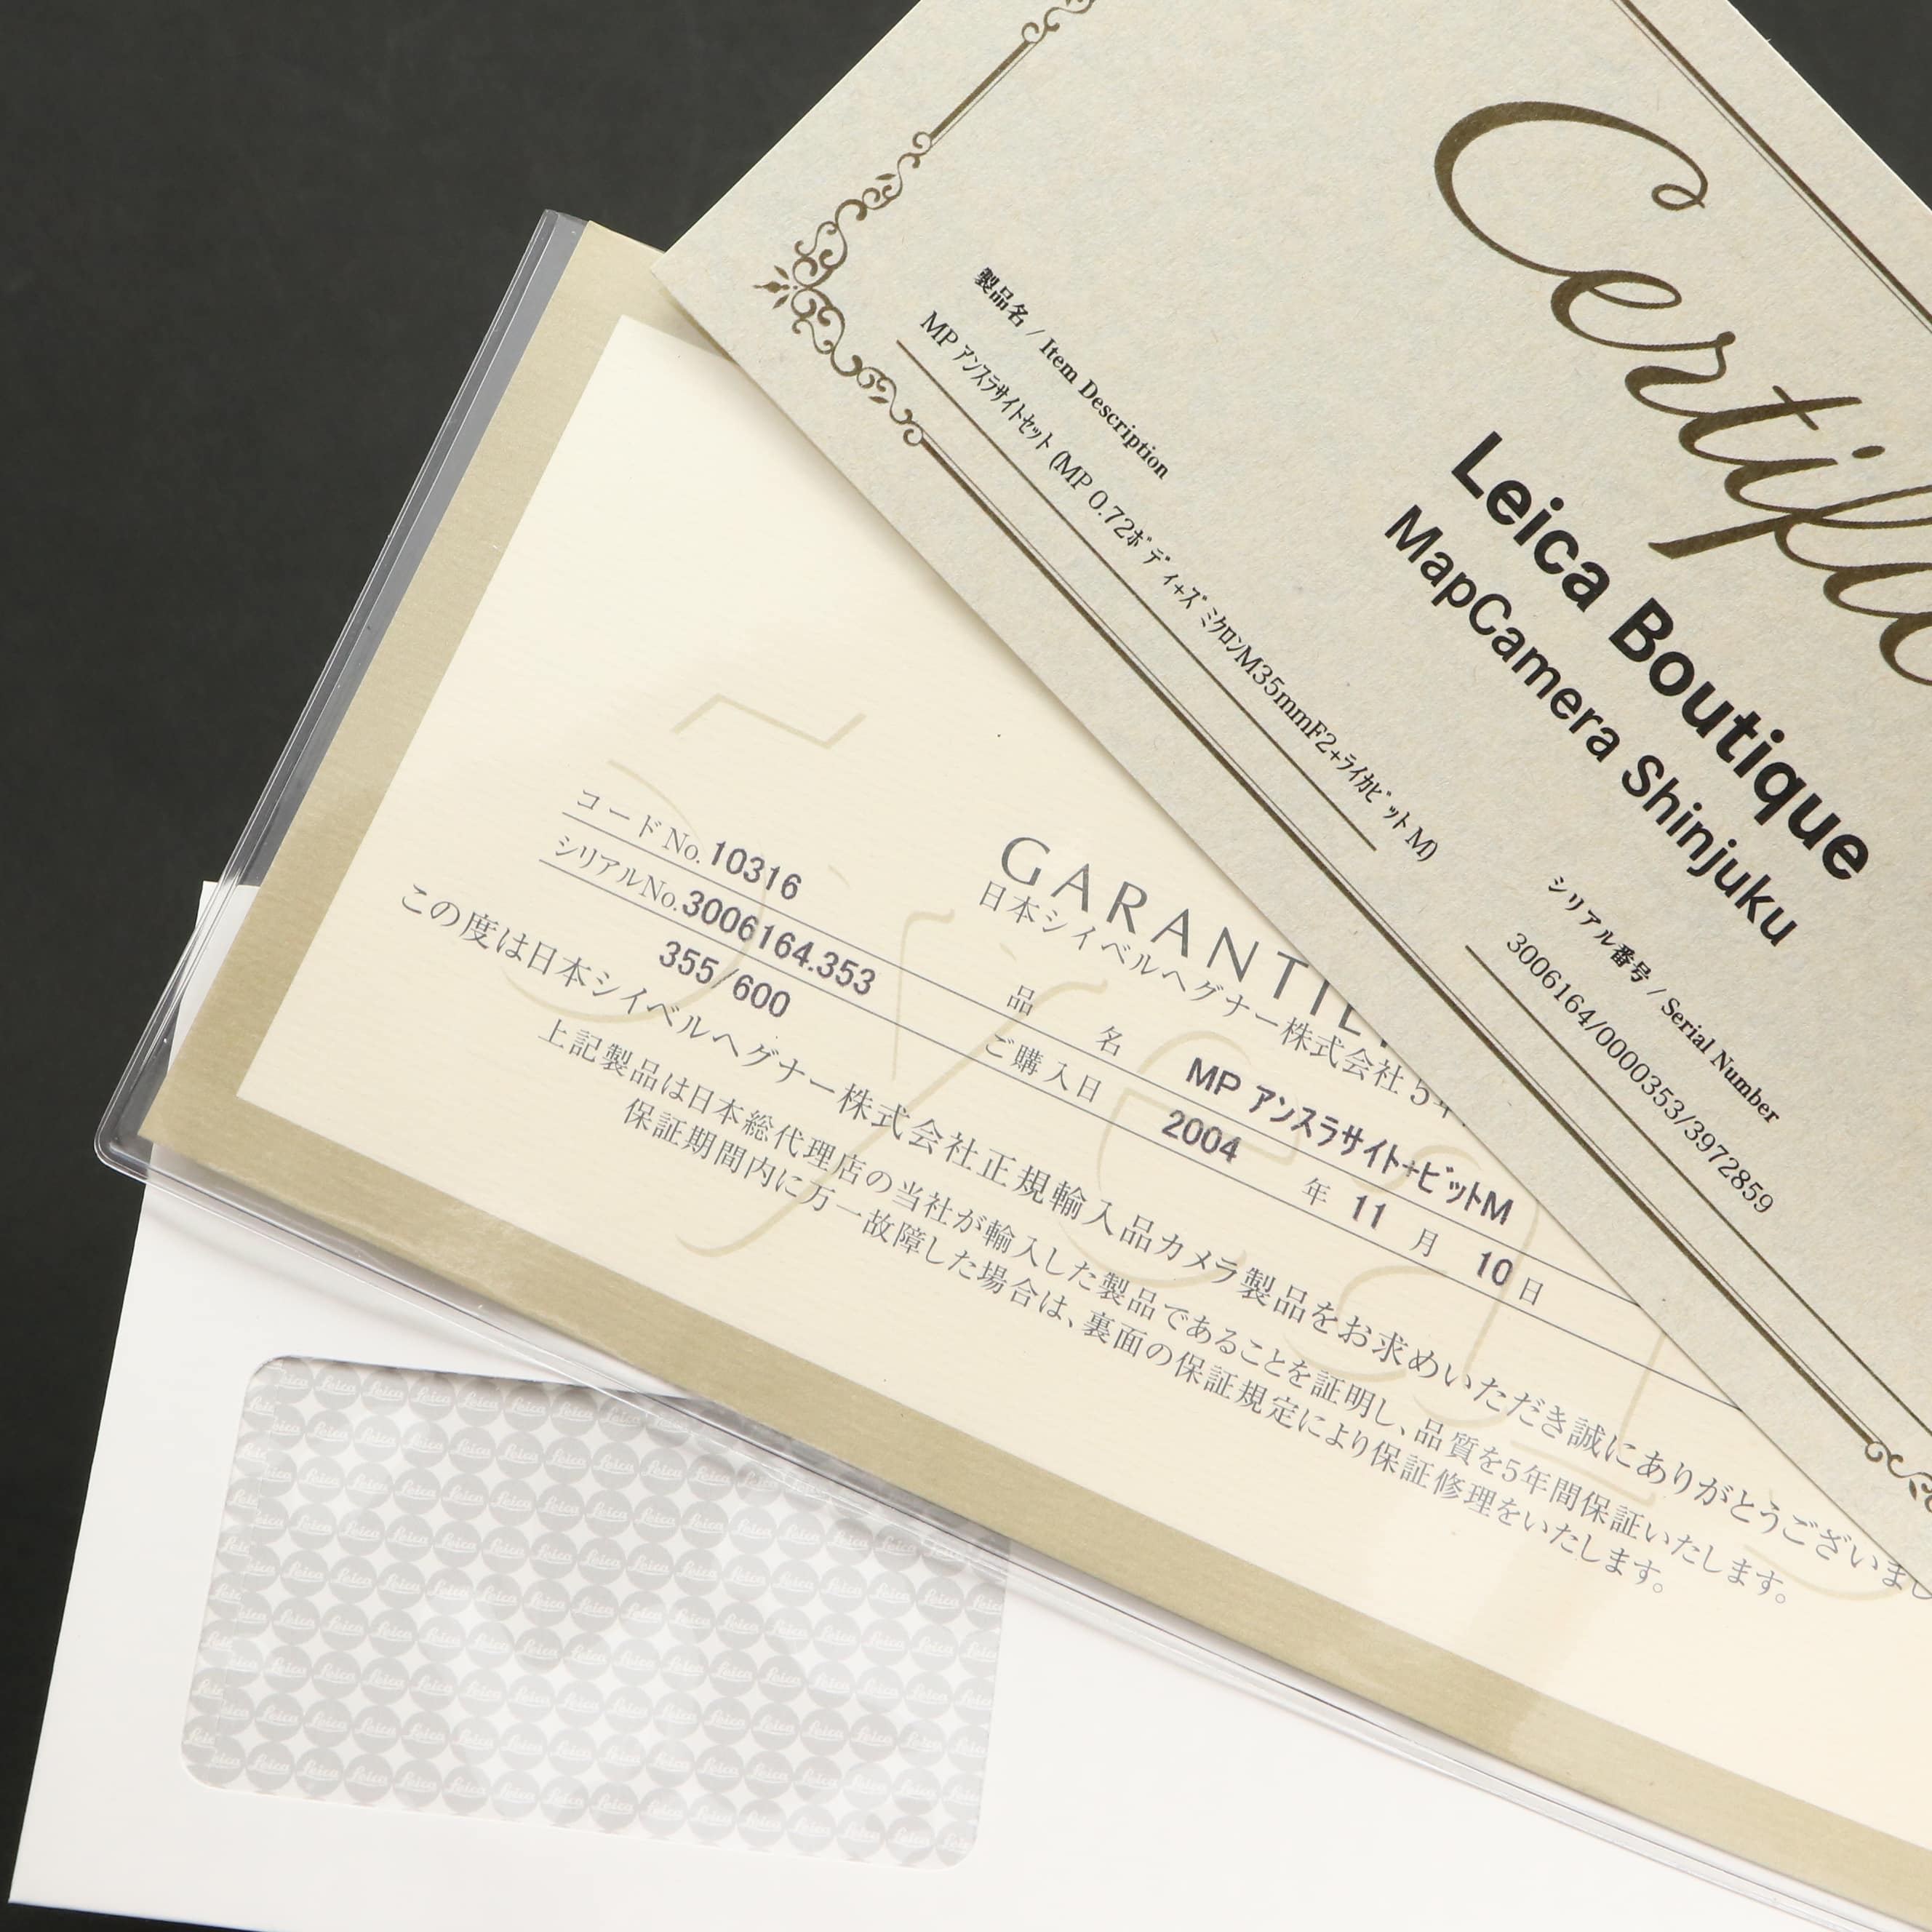 Leica Boutique
MapCamera Shinjuku
製品名 / Item Description
MP アンスラサイトセット (MP 0.72ボディ+ズミクロンM35mmF2+ライカビットM)
シリアル番号 / Serial Number
3006164/0000353/3972859
GARANTIE
日本シイベルヘグナー株式会社
コードNo. 10316 品名 MP アンスラサイト+ビットM
シリアルNo. 3006164.353 ご購入日 2004 年 11 月 10 日
355/600
この度は日本シイベルヘグナー株式会社正規輸入品カメラ製品をお求めいただき誠にありがとうございまし
上記製品は日本総代理店の当社が輸入した製品であることを証明し、品質を5年間保証いたします。
保証期間内に万一故障した場合は、裏面の保証規定により保証修理をいたします。
Leica